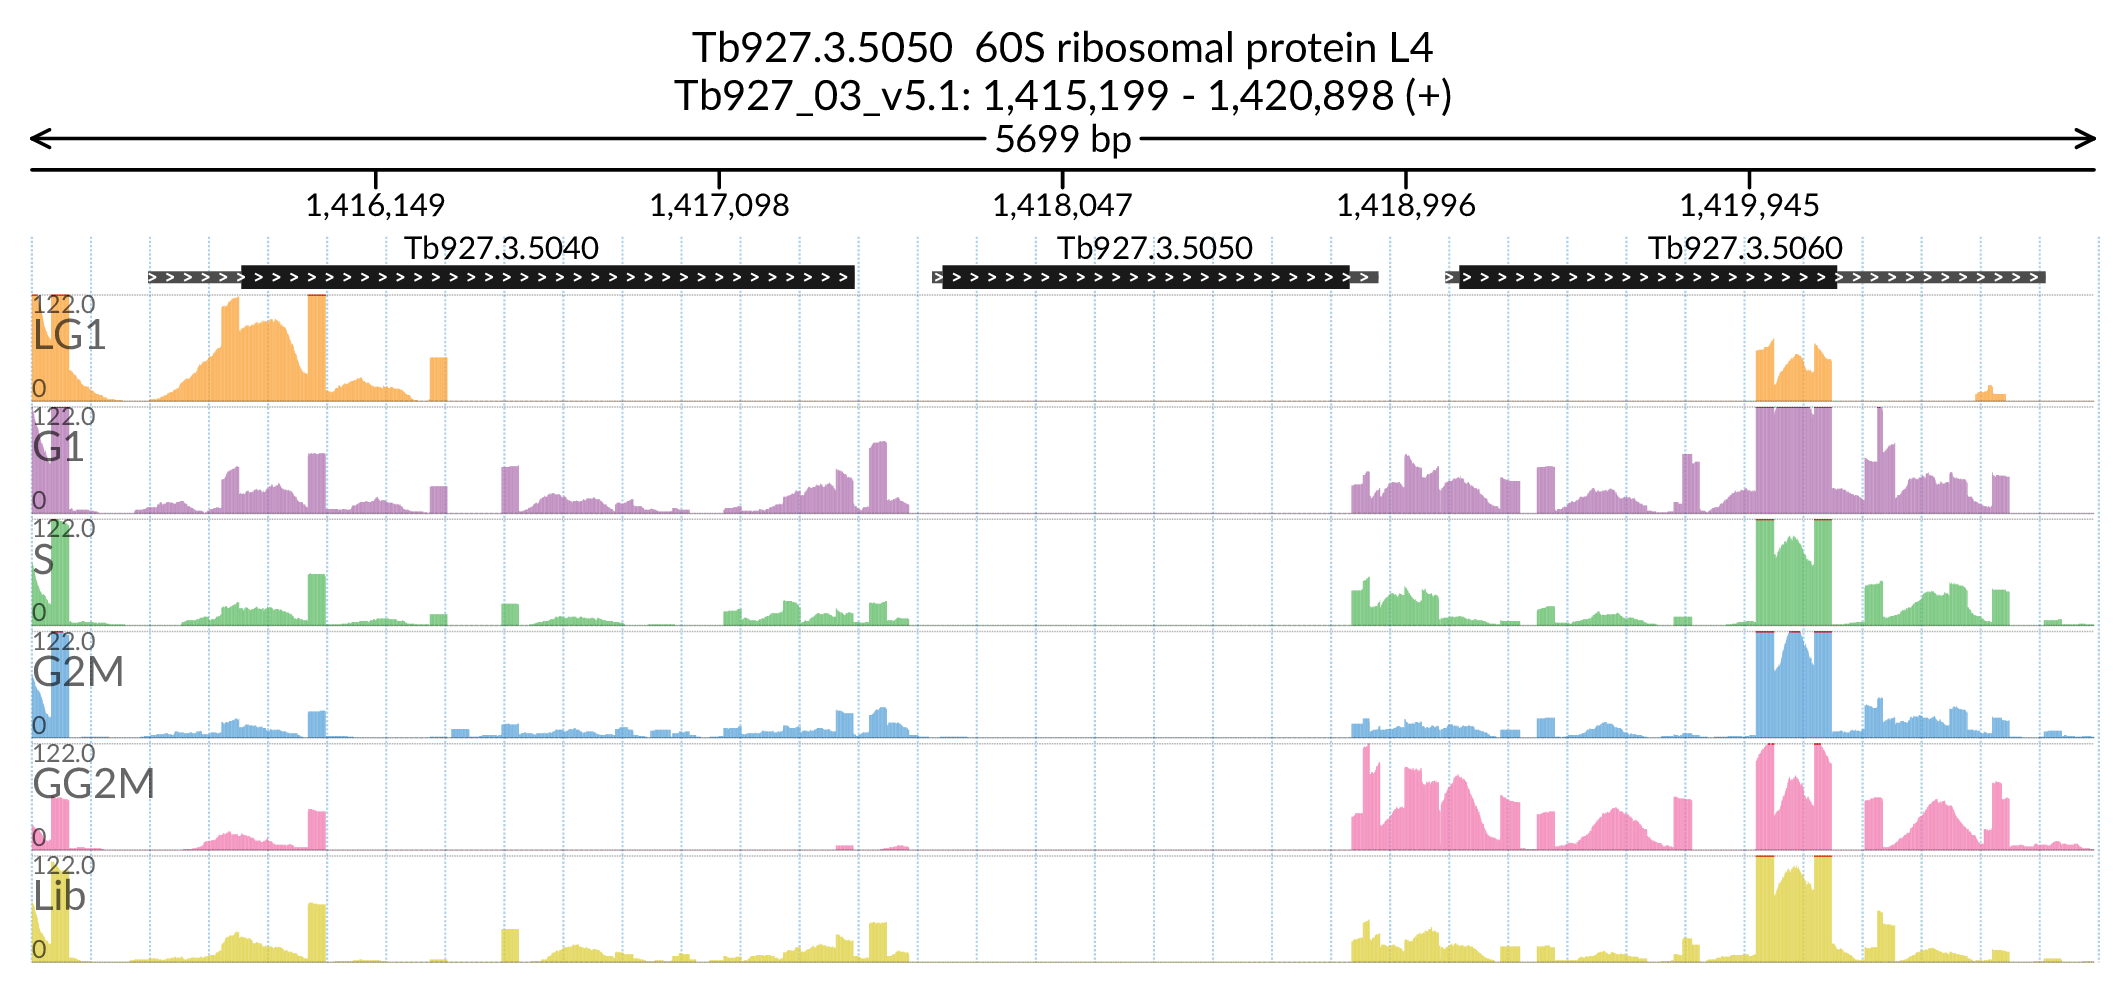 Tb927.3.5050  60S ribosomal protein L4
Tb927_03_v5.1: 1,415,199 - 1,420,898 (+)
5699 bp
1,416,149 1,417,098 1,418,047 1,418,996 1,419,945
Tb927.3.5040 Tb927.3.5050 Tb927.3.5060
122.0
LG1
0
122.0
G1
0
122.0
S
0
122.0
G2M
0
122.0
GG2M
0
122.0
Lib
0